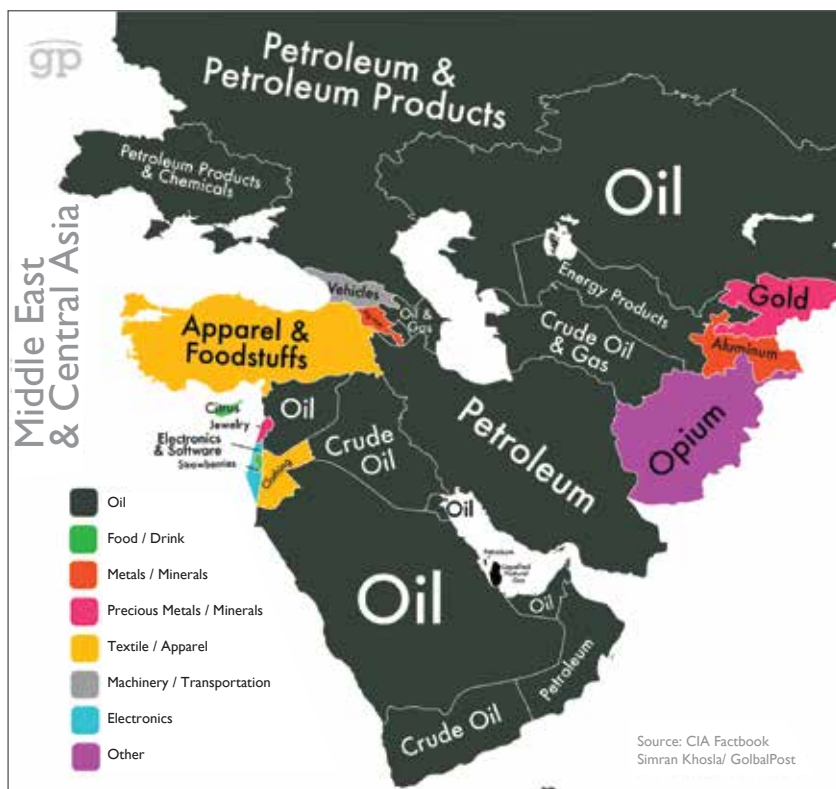 gp
Petroleum &
Petroleum Products
Petroleum Products
& Chemicals
Oil
Middle East
& Central Asia
Energy Products
Vehicles
Oil &
Gas
Gold
Crude Oil
& Gas
Aluminum
Apparel &
Foodstuffs
Petroleum
Opium
Citrus
Oil
Jewelry
Crude
Oil
Electronics
& Software
Strawberries
Clothing
Oil
Petroleum
Liquefied
Natural
Gas
Oil
Oil
Petroleum
Crude Oil
Oil
Food / Drink
Metals / Minerals
Precious Metals / Minerals
Textile / Apparel
Machinery / Transportation
Electronics
Other
Source: CIA Factbook
Simran Khosla/ GolbalPost